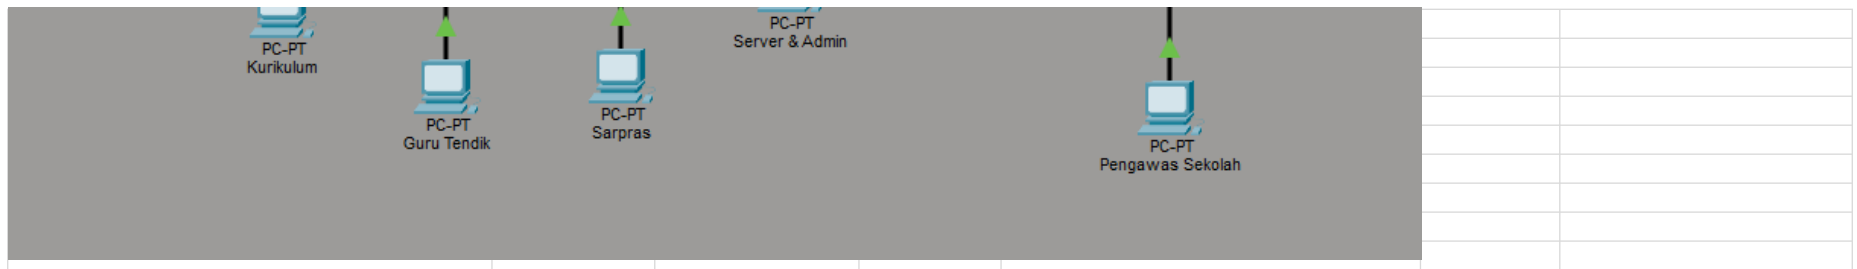 PC-PT
Kurikulum
PC-PT
Guru Tendik
PC-PT
Sarpras
PC-PT
Server & Admin
PC-PT
Pengawas Sekolah